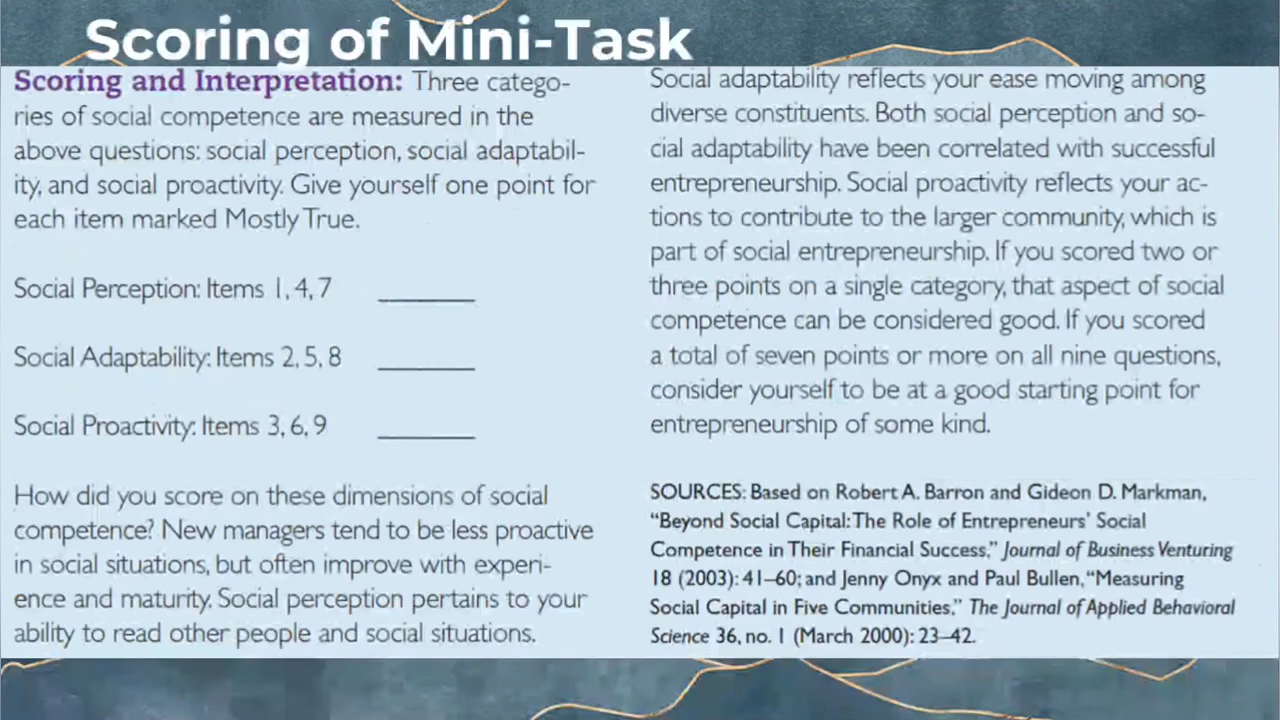 Scoring of Mini-Task
Scoring and Interpretation: Three catego-
ries of social competence are measured in the
above questions: social perception, social adaptabil-
ity, and social proactivity. Give yourself one point for
each item marked Mostly True.
Social Perception: Items 1, 4, 7 ______
Social Adaptability: Items 2, 5, 8 ______
Social Proactivity: Items 3, 6, 9 ______
How did you score on these dimensions of social
competence? New managers tend to be less proactive
in social situations, but often improve with experi-
ence and maturity. Social perception pertains to your
ability to read other people and social situations.
Social adaptability reflects your ease moving among
diverse constituents. Both social perception and so-
cial adaptability have been correlated with successful
entrepreneurship. Social proactivity reflects your ac-
tions to contribute to the larger community, which is
part of social entrepreneurship. If you scored two or
three points on a single category, that aspect of social
competence can be considered good. If you scored
a total of seven points or more on all nine questions,
consider yourself to be at a good starting point for
entrepreneurship of some kind.
SOURCES: Based on Robert A. Barron and Gideon D. Markman,
“Beyond Social Capital: The Role of Entrepreneurs’ Social
Competence in Their Financial Success,” Journal of Business Venturing
18 (2003): 41–60; and Jenny Onyx and Paul Bullen, “Measuring
Social Capital in Five Communities,” The Journal of Applied Behavioral
Science 36, no. 1 (March 2000): 23–42.